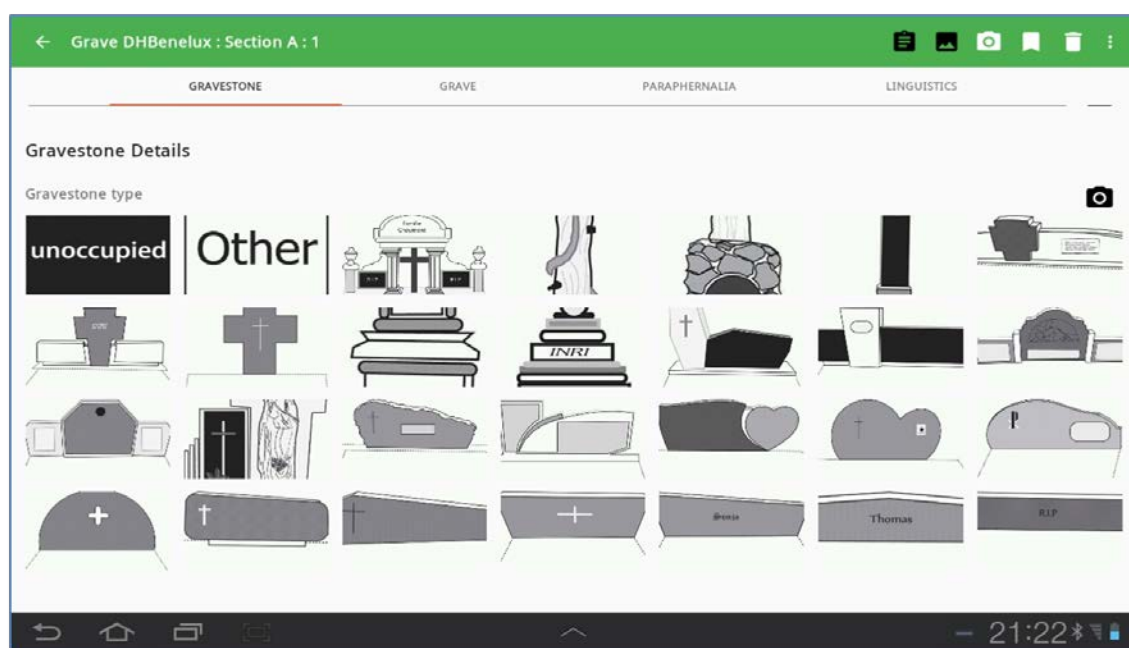 Grave DHBenelux : Section A : 1
GRAVESTONE GRAVE PARAPHERNALIA LINGUISTICS
Gravestone Details
Gravestone type
unoccupied Other
INRI
Thomas R.I.P
21:22